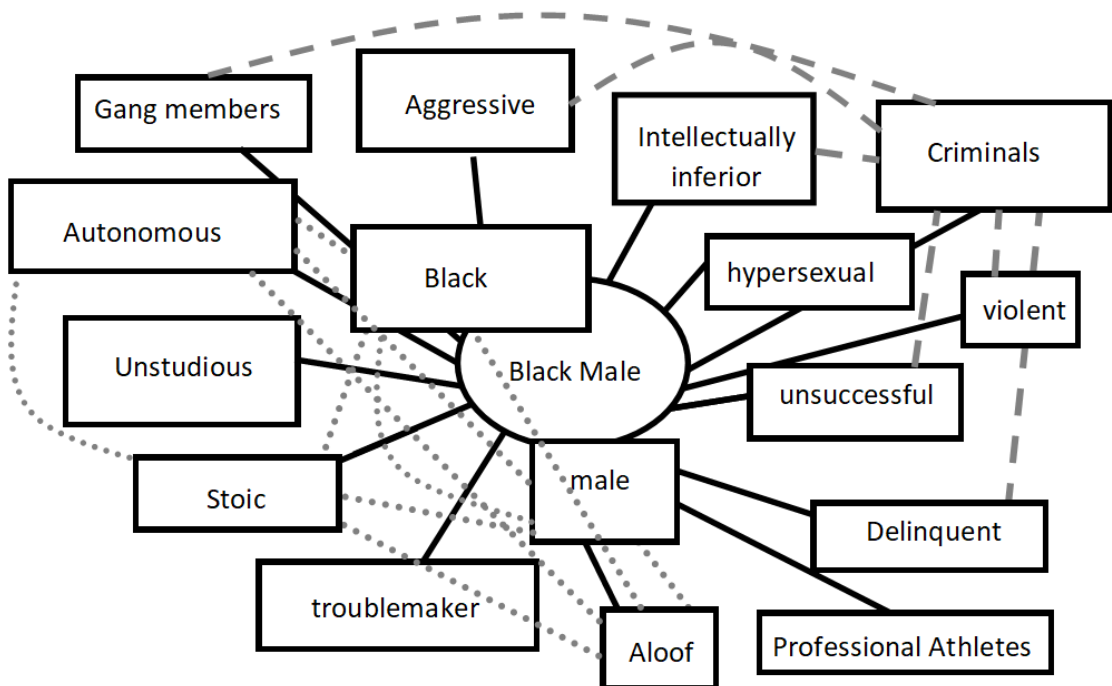 Gang members
Aggressive
Intellectually
inferior
Criminals
Autonomous
Black
hypersexual
violent
Unstudious
Black Male
unsuccessful
Stoic
male
Delinquent
troublemaker
Aloof
Professional Athletes